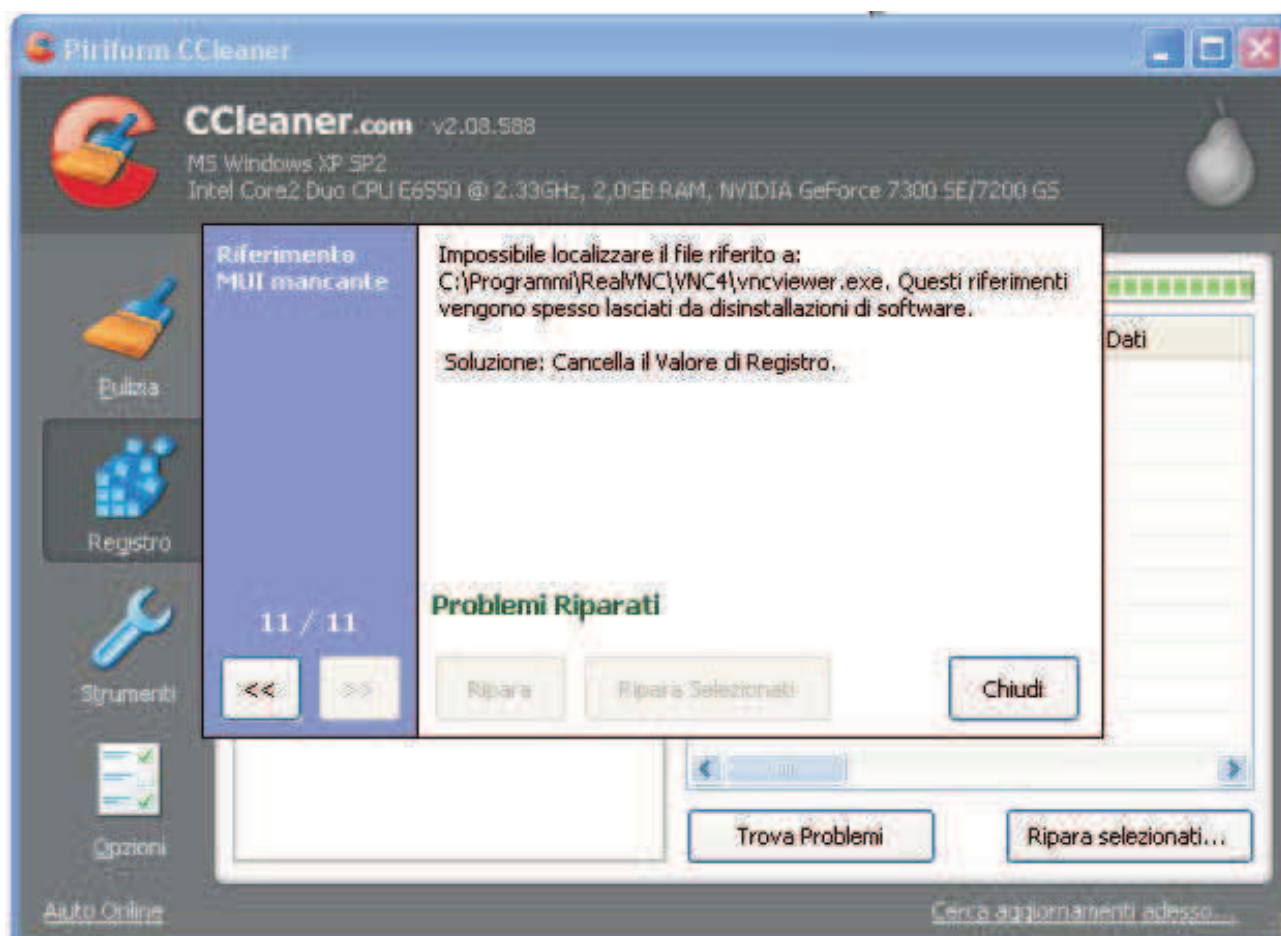 Piriform CCleaner
CCleaner.com v2.08.588
MS Windows XP SP2
Intel Core2 Duo CPU E6550 @ 2.33GHz, 2,0GB RAM, NVIDIA GeForce 7300 SE/7200 GS
Pulizia
Registro
Strumenti
Opzioni
Aiuto Online
Riferimento
MUI mancante
11 / 11
<<
>>
Impossibile localizzare il file riferito a:
C:\Programmi\RealVNC\VNC4\vncviewer.exe. Questi riferimenti
vengono spesso lasciati da disinstallazioni di software.
Soluzione: Cancella il Valore di Registro.
Problemi Riparati
Ripara
Ripara Selezionati
Chiudi
Dati
Trova Problemi
Ripara selezionati...
Cerca aggiornamenti adesso...